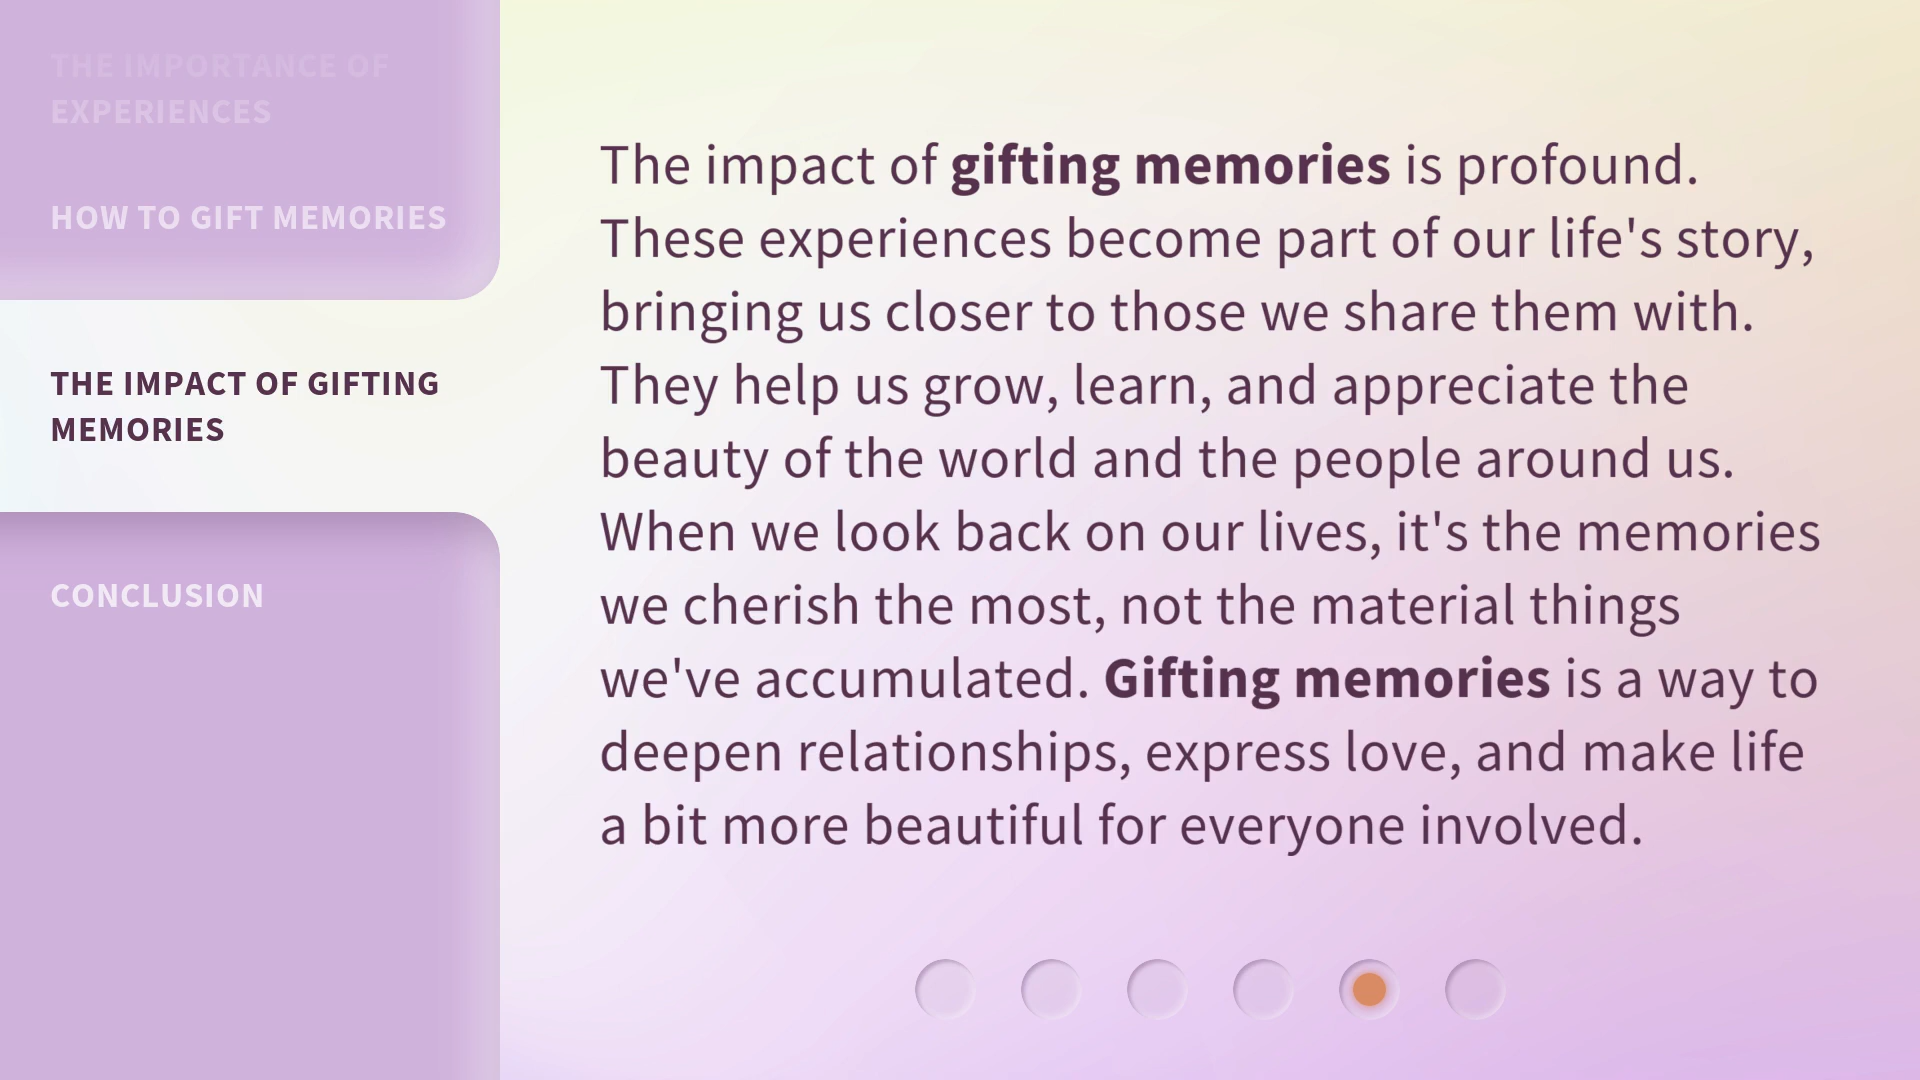 THE IMPORTANCE OF
EXPERIENCES
HOW TO GIFT MEMORIES
THE IMPACT OF GIFTING
MEMORIES
CONCLUSION
The impact of gifting memories is profound.
These experiences become part of our life's story,
bringing us closer to those we share them with.
They help us grow, learn, and appreciate the
beauty of the world and the people around us.
When we look back on our lives, it's the memories
we cherish the most, not the material things
we've accumulated. Gifting memories is a way to
deepen relationships, express love, and make life
a bit more beautiful for everyone involved.